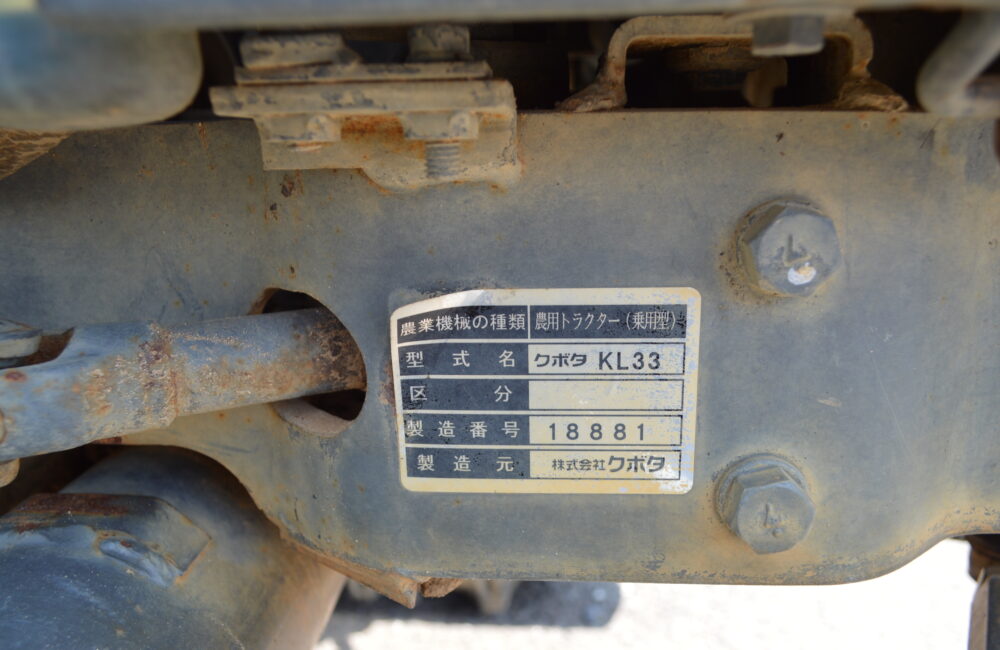 農業機械の種類 農用トラクター(乗用型)
型式名 クボタ KL33
区分
製造番号 18881
製造元 株式会社クボタ